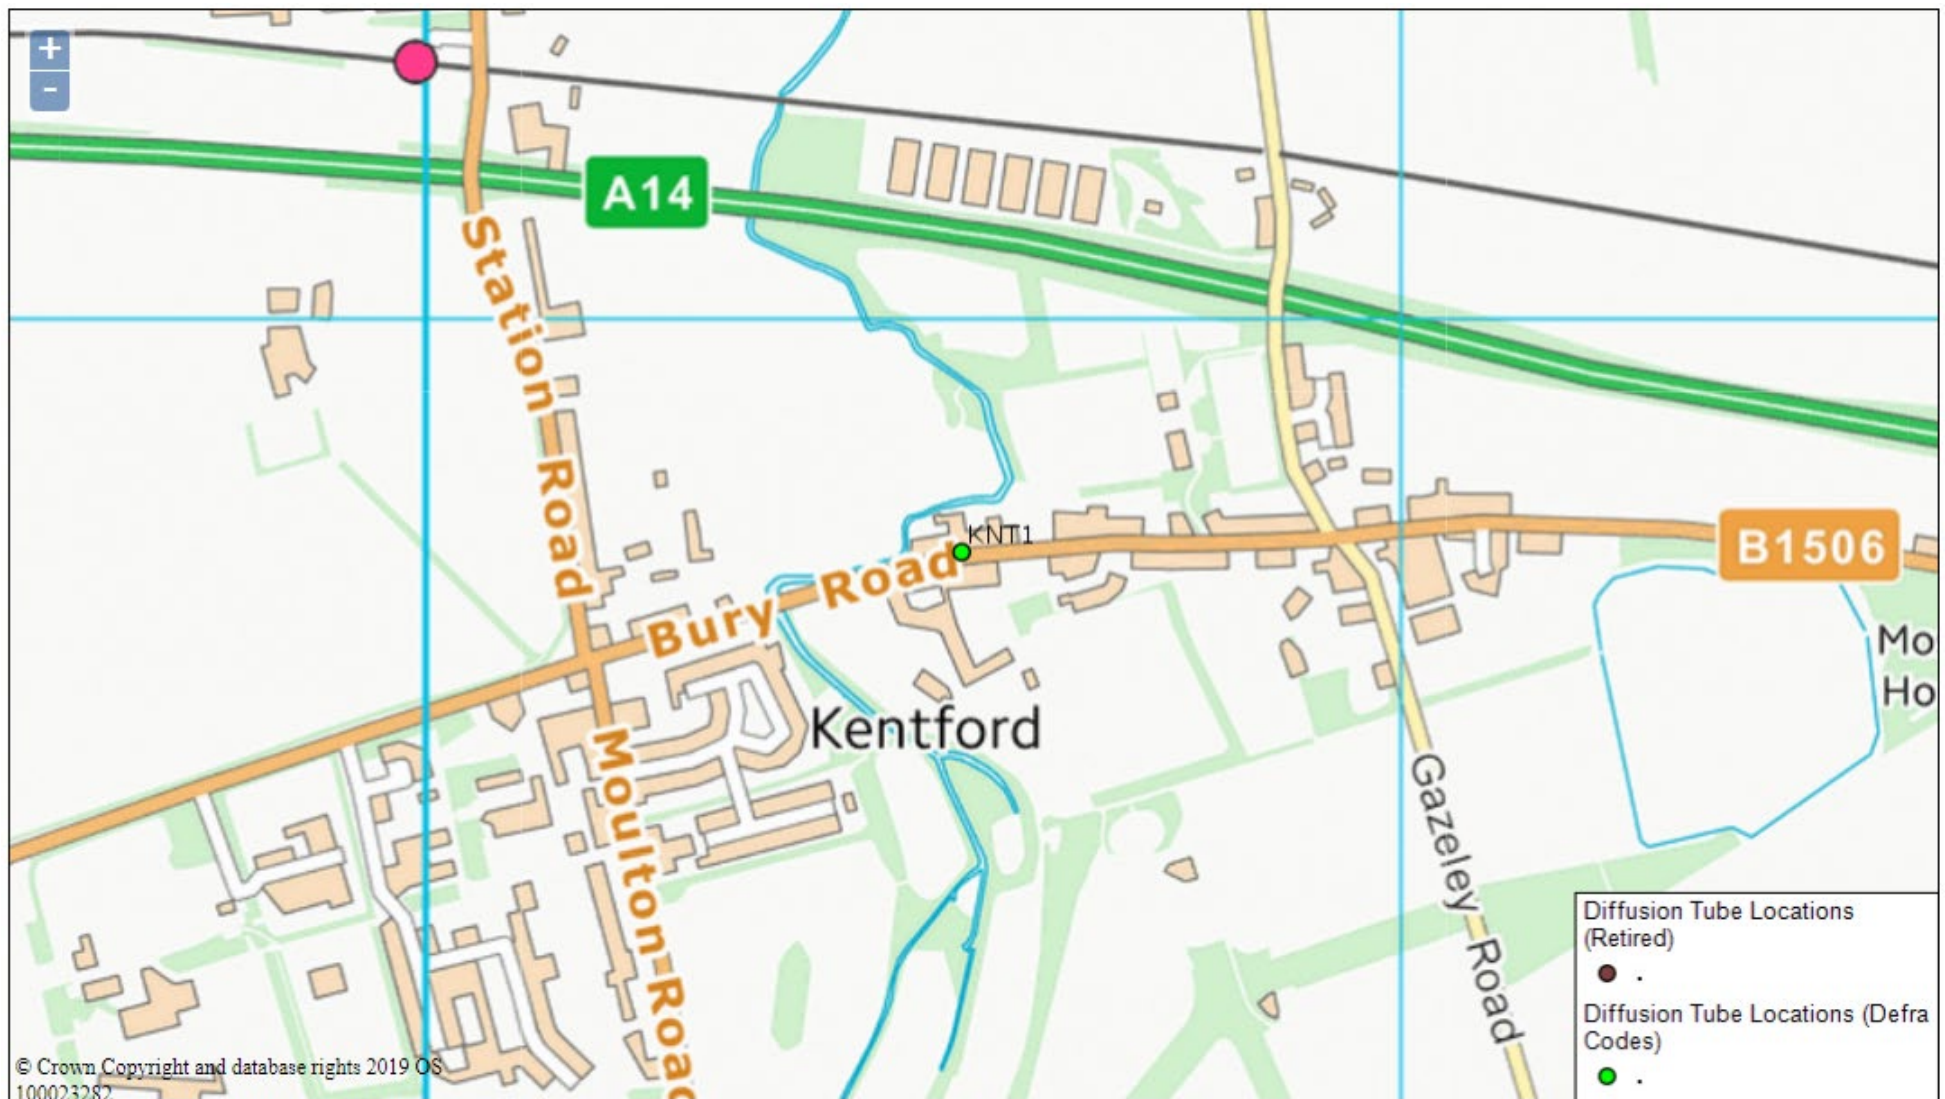 +
-
A14
Station Road
KNT1
Bury Road
B1506
Mo
Ho
Kentford
Moulton Road
Gazeley Road
Diffusion Tube Locations
(Retired)
.
Diffusion Tube Locations (Defra
Codes)
.
© Crown Copyright and database rights 2019 OS
100023282